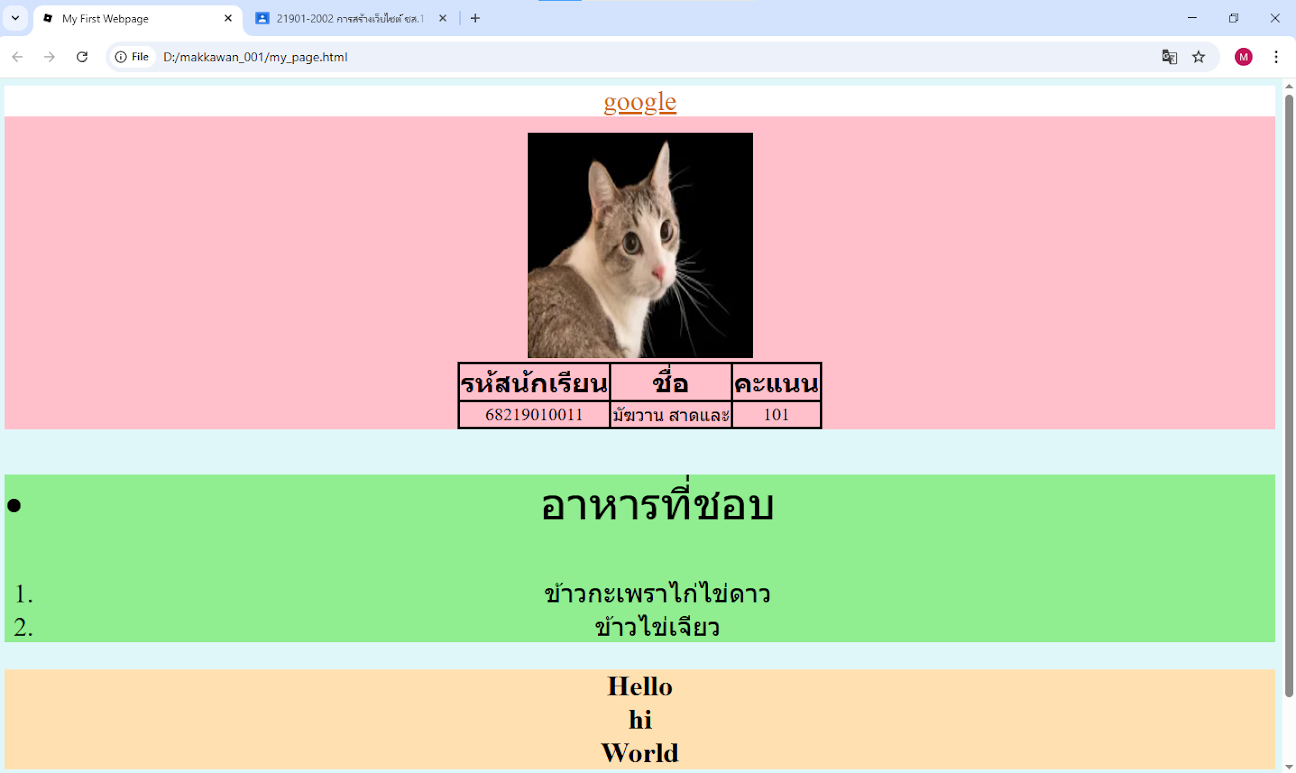 My First Webpage
21901-2002 การสร้างเว็บไซต์ ชส.1
File D:/makkawan_001/my_page.html
M
google
รหัสนักเรียน ชื่อ คะแนน
68219010011 มัฆวาน สาดและ 101
• อาหารที่ชอบ
1. ข้าวกะเพราไก่ไข่ดาว
2. ข้าวไข่เจียว
Hello
hi
World